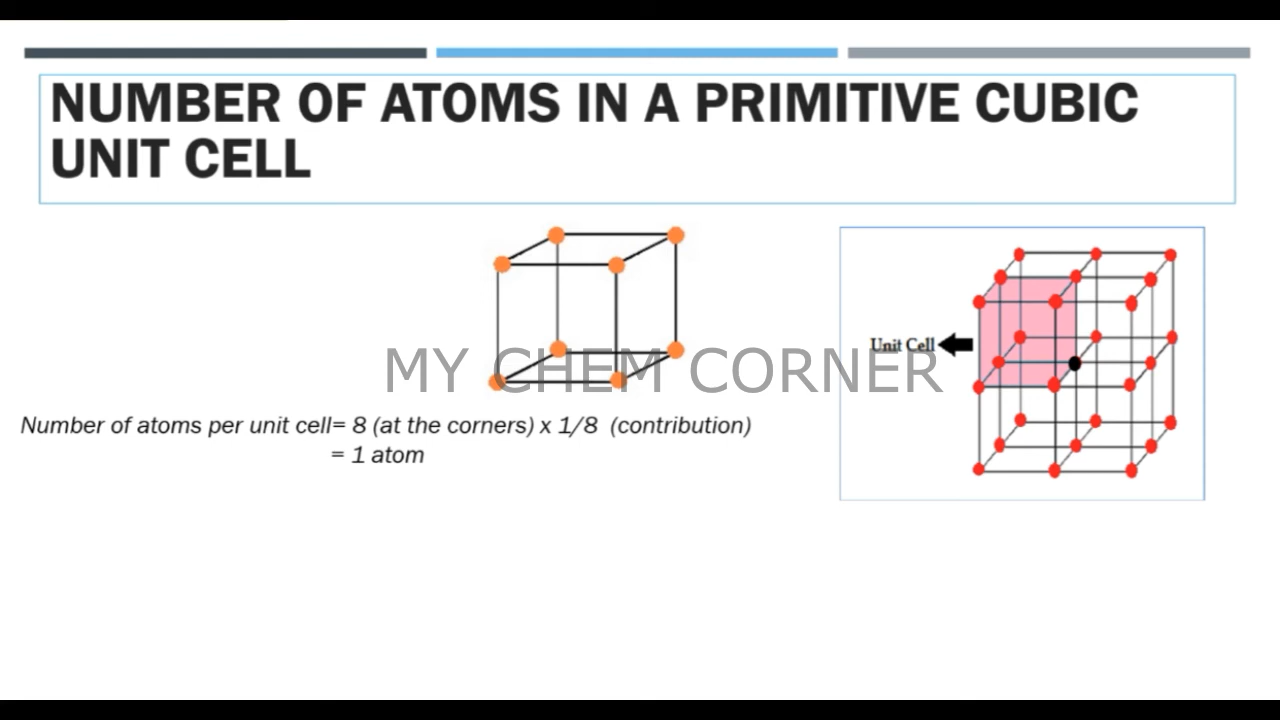 NUMBER OF ATOMS IN A PRIMITIVE CUBIC
UNIT CELL
Unit Cell
MY CHEM CORNER
Number of atoms per unit cell= 8 (at the corners) x 1/8 (contribution)
= 1 atom